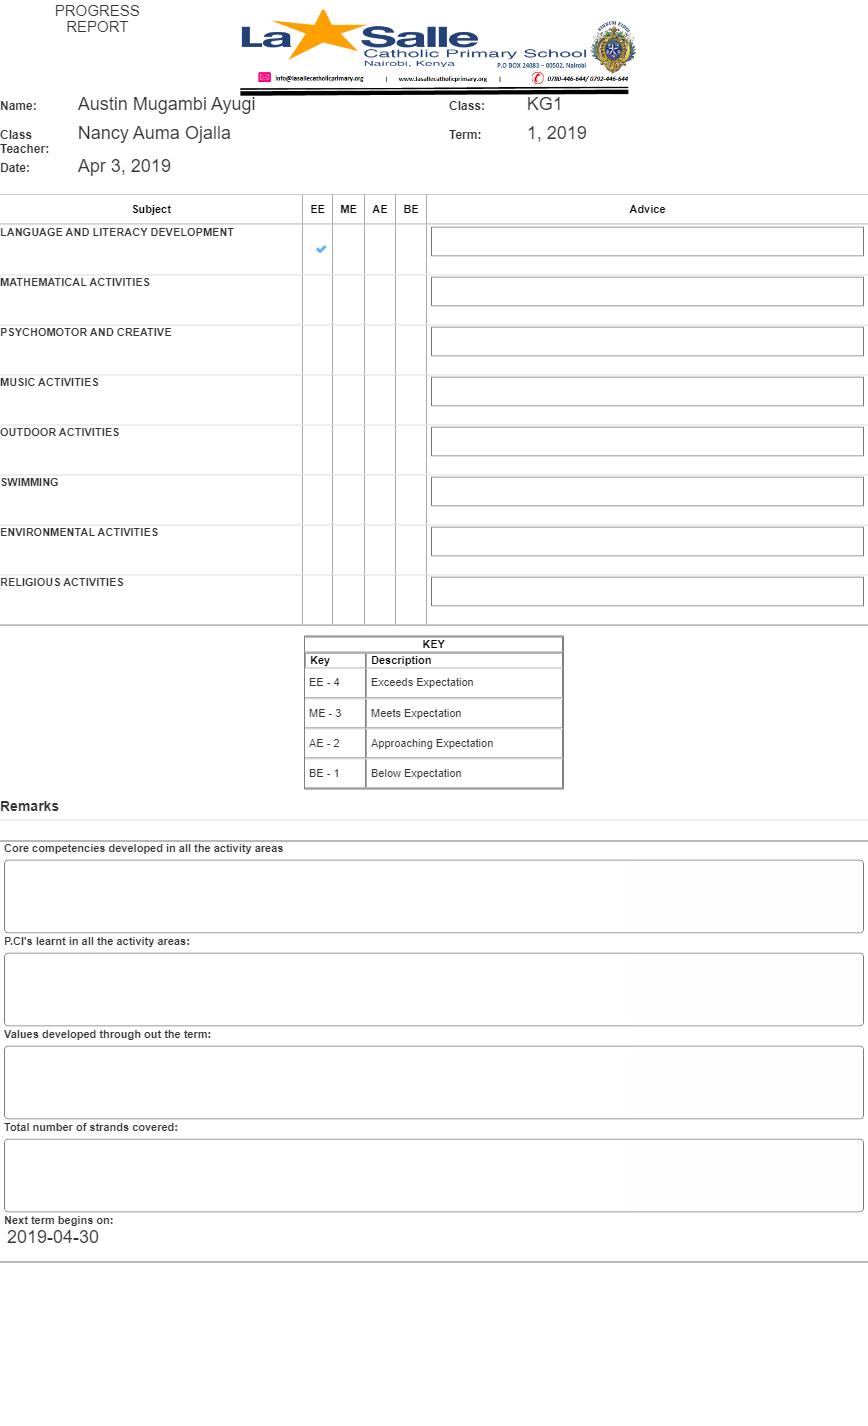 PROGRESS
REPORT
La Salle
Catholic Primary School
Nairobi, Kenya
P.O BOX 24083 – 00502, Nairobi
info@lasallecatholicprimary.org | www.lasallecatholicprimary.org | 0780-446-644/ 0792-446-644
Name: Austin Mugambi Ayugi Class: KG1
Class Teacher: Nancy Auma Ojalla Term: 1, 2019
Date: Apr 3, 2019
Subject EE ME AE BE Advice
LANGUAGE AND LITERACY DEVELOPMENT
MATHEMATICAL ACTIVITIES
PSYCHOMOTOR AND CREATIVE
MUSIC ACTIVITIES
OUTDOOR ACTIVITIES
SWIMMING
ENVIRONMENTAL ACTIVITIES
RELIGIOUS ACTIVITIES
KEY
Key Description
EE - 4 Exceeds Expectation
ME - 3 Meets Expectation
AE - 2 Approaching Expectation
BE - 1 Below Expectation
Remarks
Core competencies developed in all the activity areas
P.CI's learnt in all the activity areas:
Values developed through out the term:
Total number of strands covered:
Next term begins on:
2019-04-30